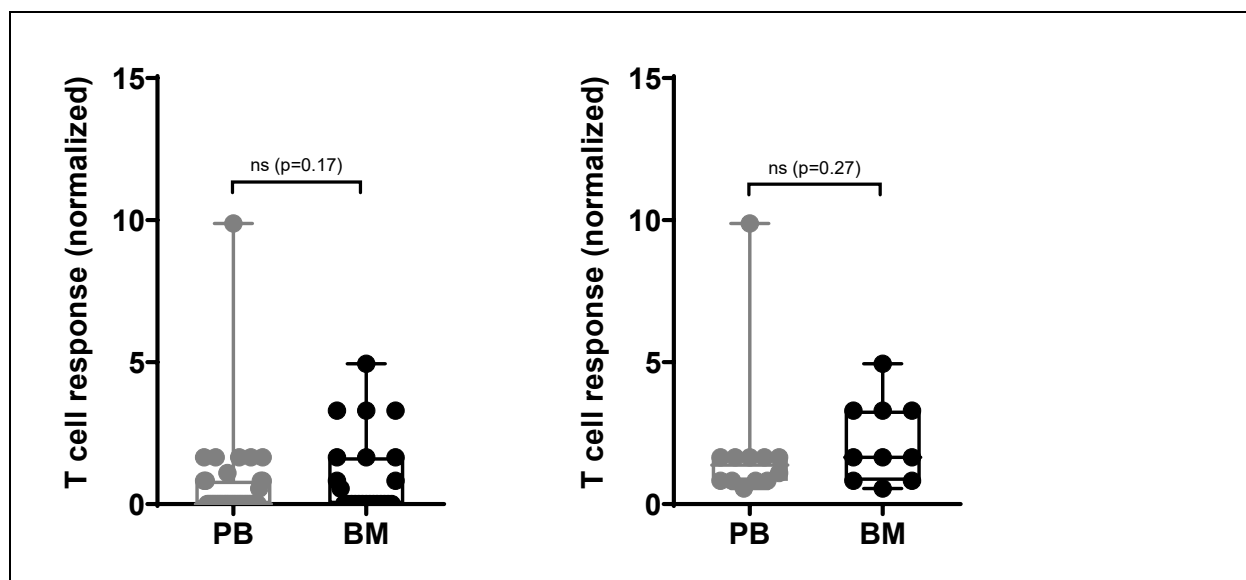 T cell response (normalized)
15
10
5
0
ns (p=0.17)
PB
BM
T cell response (normalized)
15
10
5
0
ns (p=0.27)
PB
BM